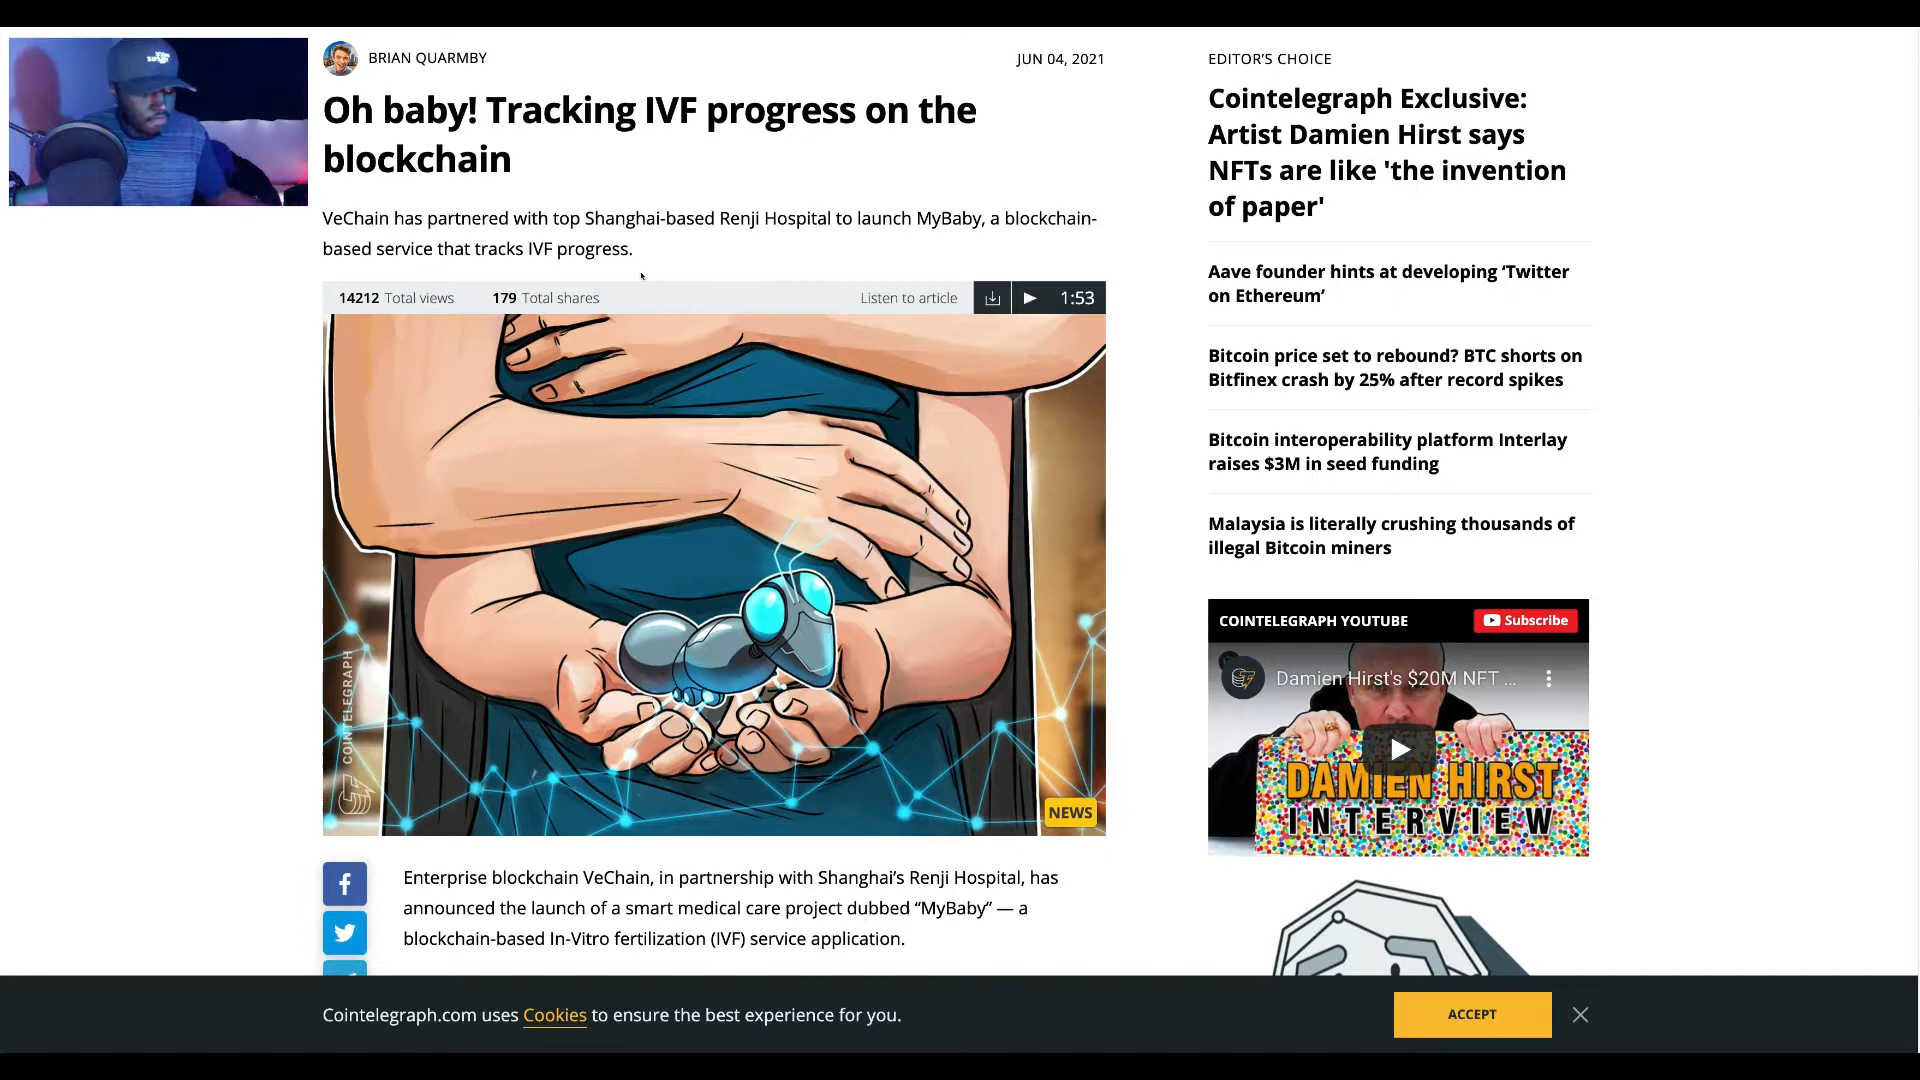 BRIAN QUARMBY
JUN 04, 2021
Oh baby! Tracking IVF progress on the
blockchain
VeChain has partnered with top Shanghai-based Renji Hospital to launch MyBaby, a blockchain-
based service that tracks IVF progress.
14212 Total views
179 Total shares
Listen to article
1:53
COINTELEGRAPH
NEWS
Enterprise blockchain VeChain, in partnership with Shanghai’s Renji Hospital, has
announced the launch of a smart medical care project dubbed “MyBaby” — a
blockchain-based In-Vitro fertilization (IVF) service application.
EDITOR’S CHOICE
Cointelegraph Exclusive:
Artist Damien Hirst says
NFTs are like 'the invention
of paper'
Aave founder hints at developing ‘Twitter
on Ethereum’
Bitcoin price set to rebound? BTC shorts on
Bitfinex crash by 25% after record spikes
Bitcoin interoperability platform Interlay
raises $3M in seed funding
Malaysia is literally crushing thousands of
illegal Bitcoin miners
COINTELEGRAPH YOUTUBE
Subscribe
Damien Hirst's $20M NFT ...
DAMIEN HIRST
INTERVIEW
Cointelegraph.com uses Cookies to ensure the best experience for you.
ACCEPT